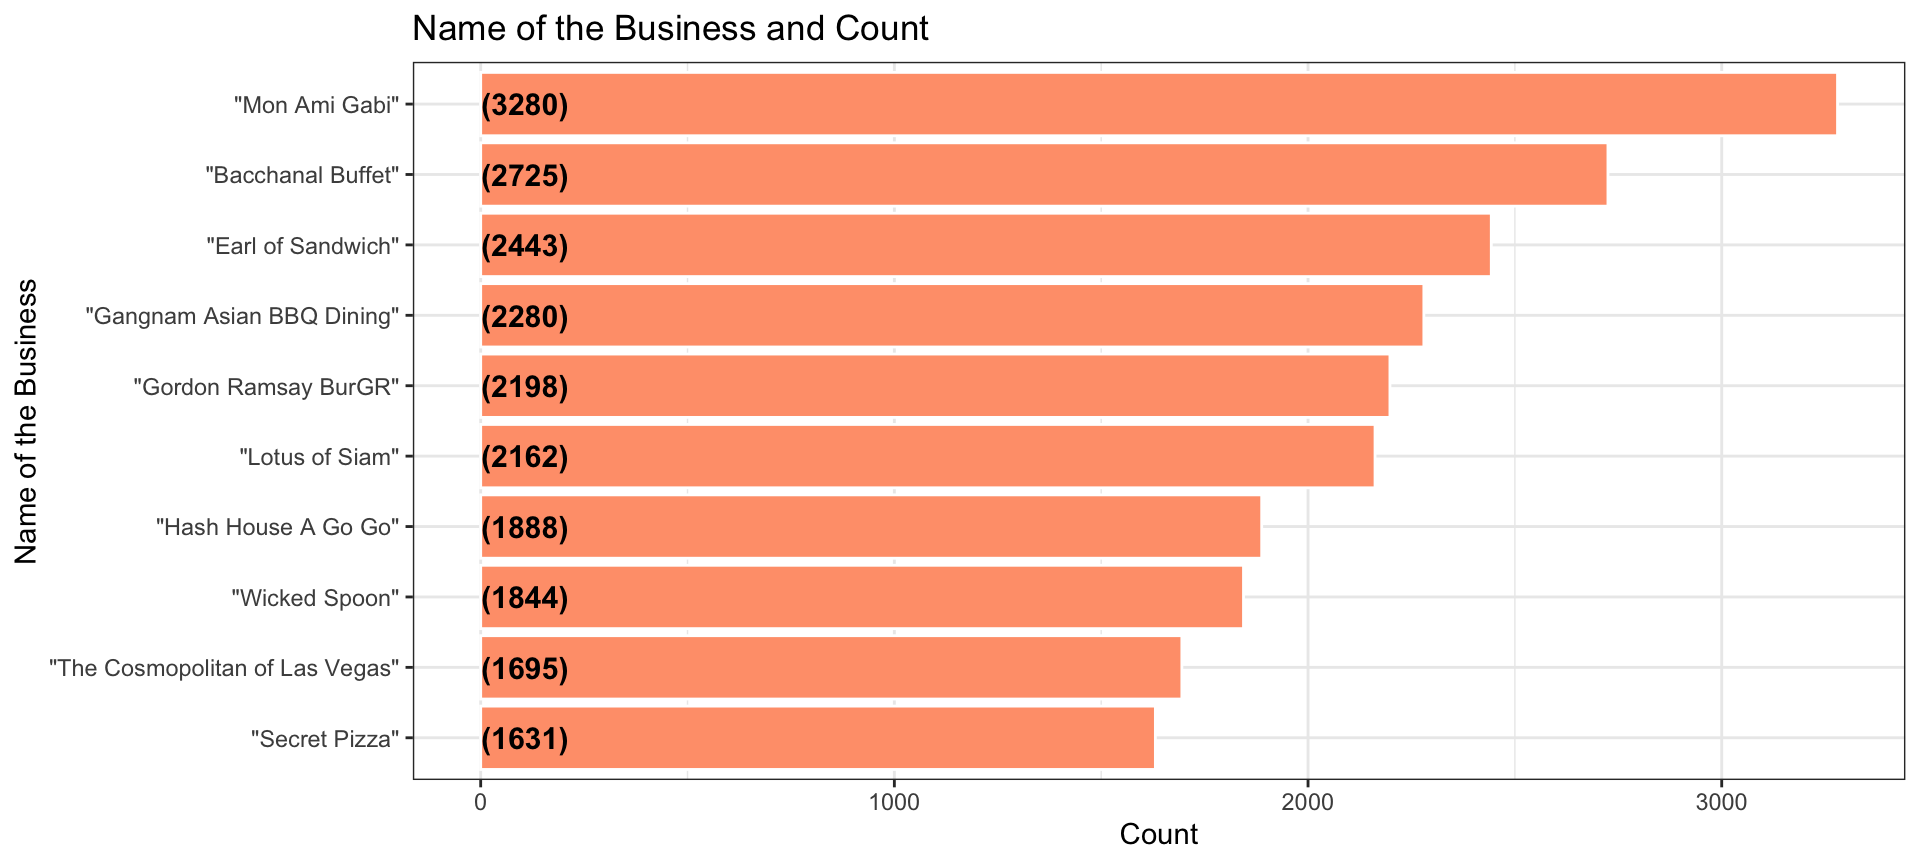 Name of the Business and Count
Name of the Business
"Mon Ami Gabi" (3280)
"Bacchanal Buffet" (2725)
"Earl of Sandwich" (2443)
"Gangnam Asian BBQ Dining" (2280)
"Gordon Ramsay BurGR" (2198)
"Lotus of Siam" (2162)
"Hash House A Go Go" (1888)
"Wicked Spoon" (1844)
"The Cosmopolitan of Las Vegas" (1695)
"Secret Pizza" (1631)
0 1000 2000 3000
Count